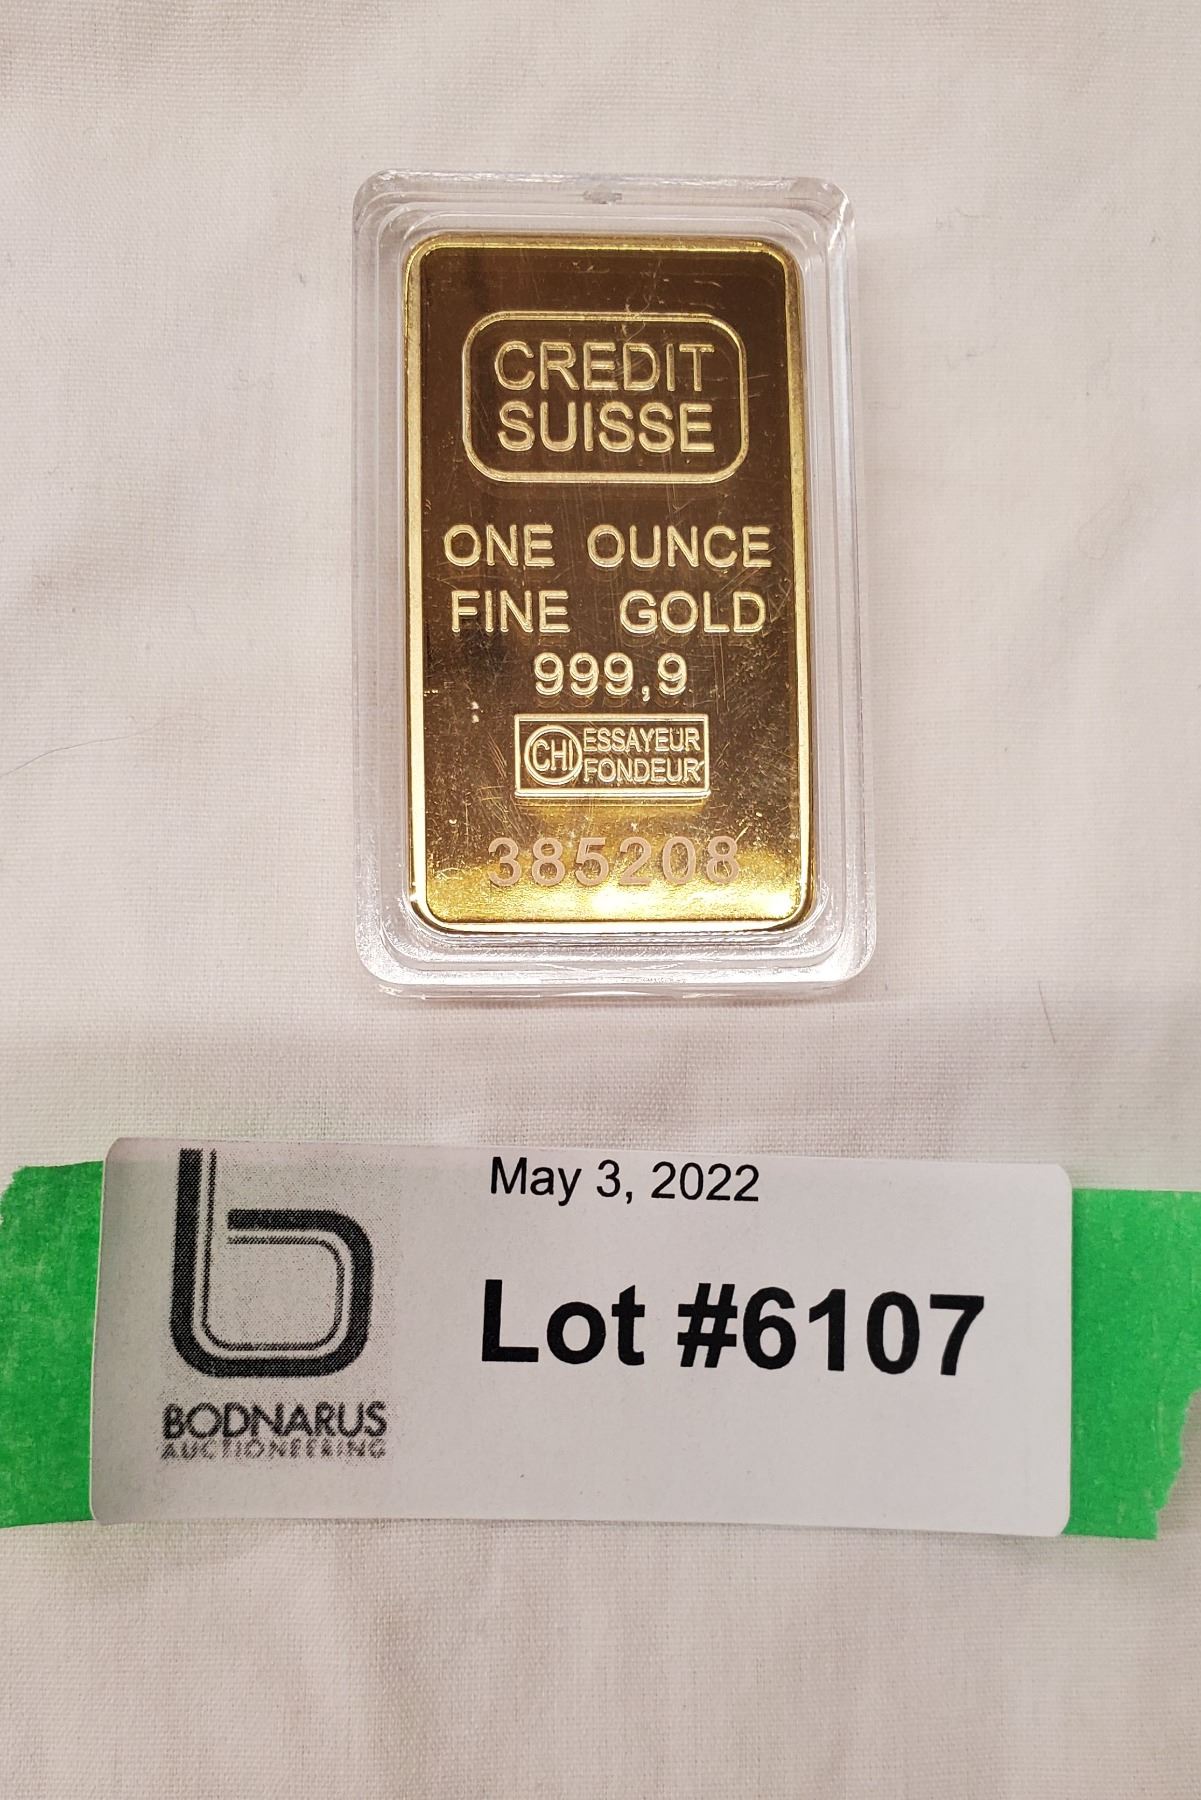 CREDIT
SUISSE
ONE OUNCE
FINE GOLD
999,9
CHI ESSAYEUR
FONDEUR
385208
May 3, 2022
Lot #6107
b
BODNARUS
AUCTIONEERING